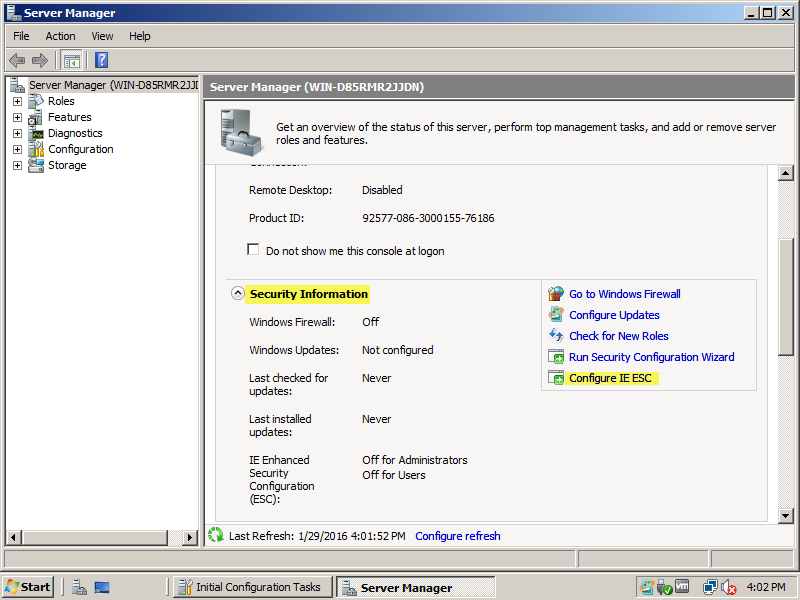 Server Manager
File Action View Help
Server Manager (WIN-D85RMR2JJ
Roles
Features
Diagnostics
Configuration
Storage
Server Manager (WIN-D85RMR2JJDN)
Get an overview of the status of this server, perform top management tasks, and add or remove server
roles and features.
Remote Desktop: Disabled
Product ID: 92577-086-3000155-76186
Do not show me this console at logon
Security Information
Windows Firewall: Off
Windows Updates: Not configured
Last checked for
updates:
Never
Last installed
updates:
Never
IE Enhanced
Security
Configuration
(ESC):
Off for Administrators
Off for Users
Go to Windows Firewall
Configure Updates
Check for New Roles
Run Security Configuration Wizard
Configure IE ESC
Last Refresh: 1/29/2016 4:01:52 PM Configure refresh
Start
Initial Configuration Tasks
Server Manager
4:02 PM